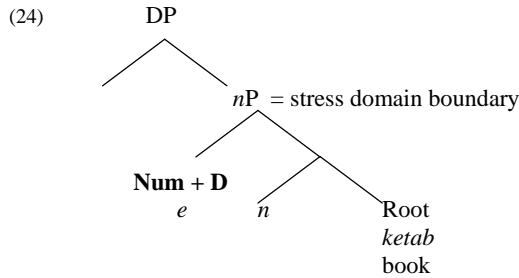 (24) DP
nP = stress domain boundary
Num + D
e n Root
ketab
book